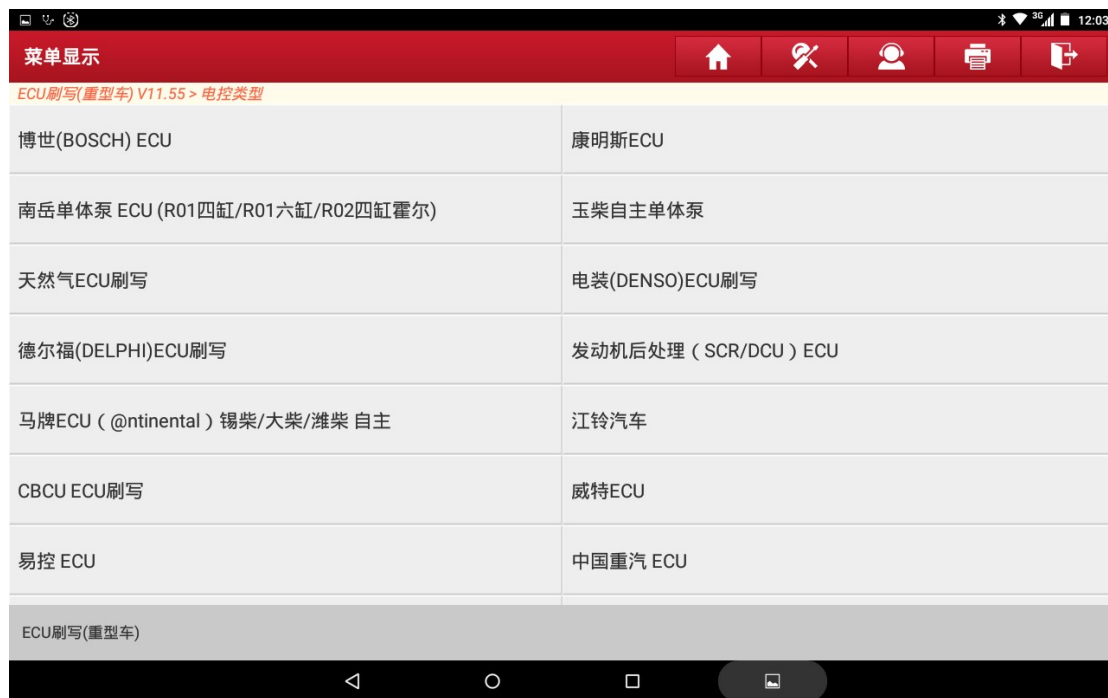 3G 12:03
菜单显示
ECU刷写(重型车) V11.55 > 电控类型
博世(BOSCH) ECU
康明斯ECU
南岳单体泵 ECU (R01四缸/R01六缸/R02四缸霍尔)
玉柴自主单体泵
天然气ECU刷写
电装(DENSO)ECU刷写
德尔福(DELPHI)ECU刷写
发动机后处理（SCR/DCU）ECU
马牌ECU（@ntinental）锡柴/大柴/潍柴 自主
江铃汽车
CBCU ECU刷写
威特ECU
易控 ECU
中国重汽 ECU
ECU刷写(重型车)